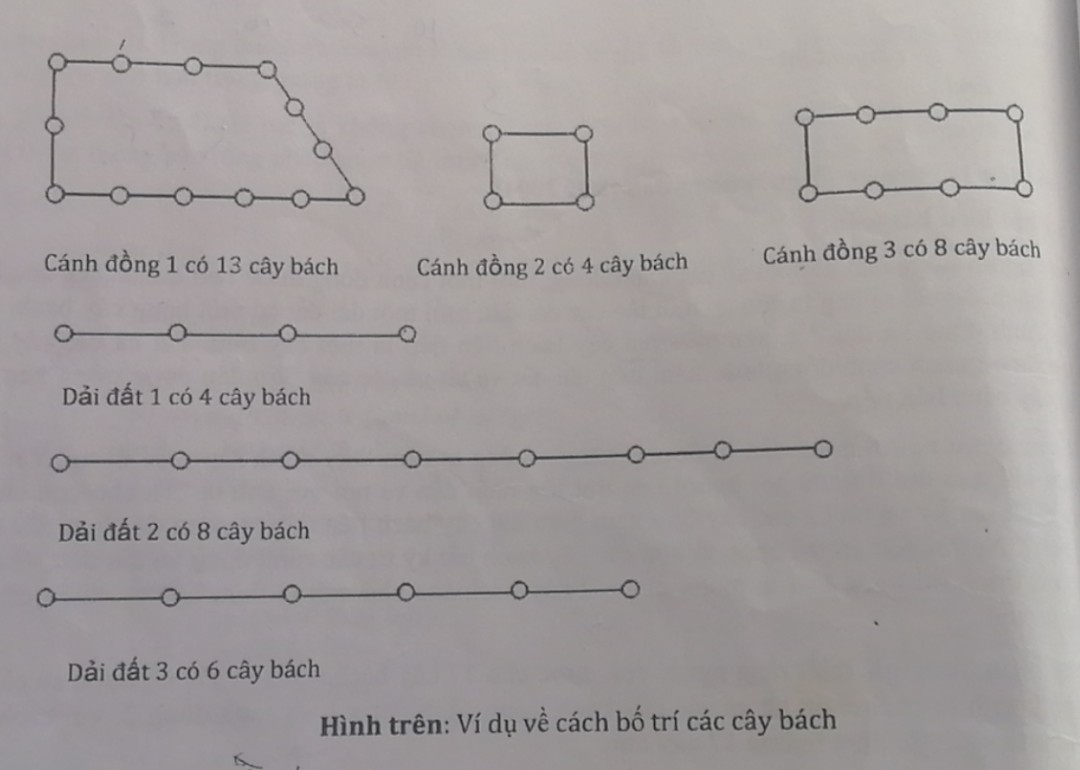 Cánh đồng 1 có 13 cây bách
Cánh đồng 2 có 4 cây bách
Cánh đồng 3 có 8 cây bách
Dải đất 1 có 4 cây bách
Dải đất 2 có 8 cây bách
Dải đất 3 có 6 cây bách
Hình trên: Ví dụ về cách bố trí các cây bách